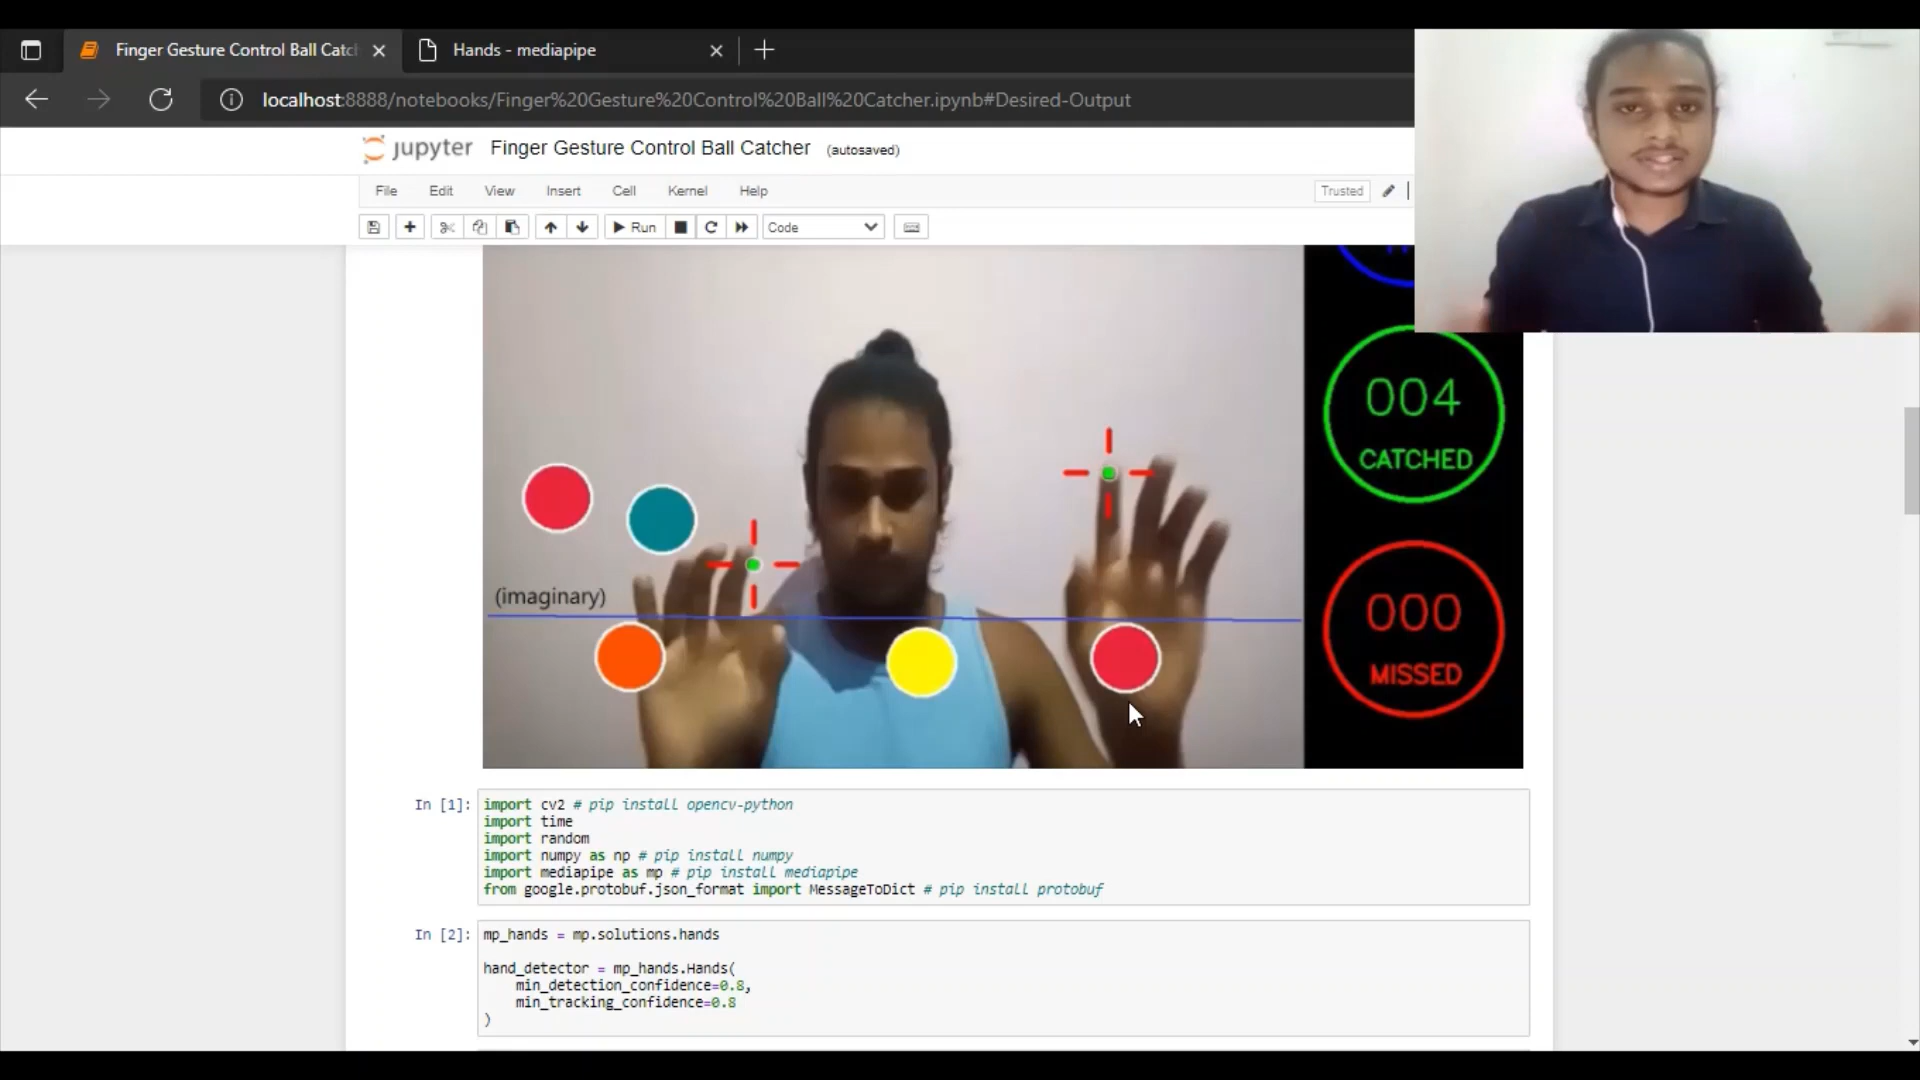 Finger Gesture Control Ball Catc
Hands - mediapipe
localhost:8888/notebooks/Finger%20Gesture%20Control%20Ball%20Catcher.ipynb#Desired-Output
jupyter Finger Gesture Control Ball Catcher (autosaved)
File Edit View Insert Cell Kernel Help
Trusted
Run
Code
004
CATCHED
(imaginary)
000
MISSED
In [1]:
import cv2 # pip install opencv-python
import time
import random
import numpy as np # pip install numpy
import mediapipe as mp # pip install mediapipe
from google.protobuf.json_format import MessageToDict # pip install protobuf
In [2]:
mp_hands = mp.solutions.hands
hand_detector = mp_hands.Hands(
min_detection_confidence=0.8,
min_tracking_confidence=0.8
)